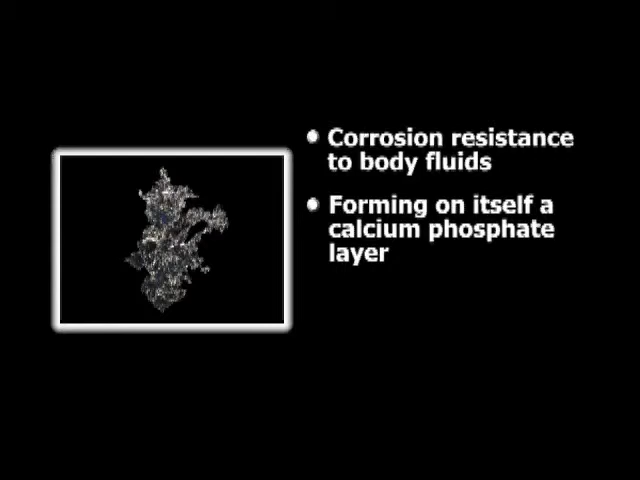 • Corrosion resistance
to body fluids
• Forming on itself a
calcium phosphate
layer